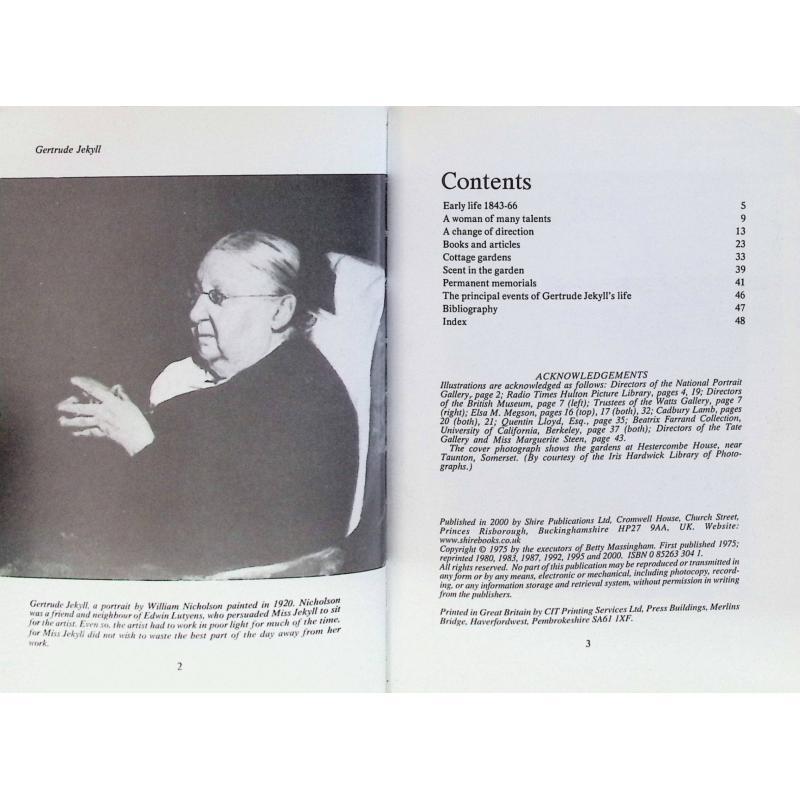 Gertrude Jekyll
Gertrude Jekyll, a portrait by William Nicholson painted in 1920. Nicholson
was a friend and neighbour of Edwin Lutyens, who persuaded Miss Jekyll to sit
for the artist. Even so, the artist had to work in poor light for much of the time,
for Miss Jekyll did not wish to waste the best part of the day away from her
work.
2
Contents
Early life 1843-66 5
A woman of many talents 9
A change of direction 13
Books and articles 23
Cottage gardens 33
Scent in the garden 39
Permanent memorials 41
The principal events of Gertrude Jekyll's life 46
Bibliography 47
Index 48
ACKNOWLEDGEMENTS
Illustrations are acknowledged as follows: Directors of the National Portrait
Gallery, page 2; Radio Times Hulton Picture Library, pages 4, 19; Directors
of the British Museum, page 7 (left); Trustees of the Watts Gallery, page 7
(right); Elsa M. Megson, pages 16 (top), 17 (both), 32; Cadbury Lamb, pages
20 (both), 21; Quentin Lloyd, Esq., page 35; Beatrix Farrand Collection,
University of California, Berkeley, page 37 (both); Directors of the Tate
Gallery and Miss Marguerite Steen, page 43.
The cover photograph shows the gardens at Hestercombe House, near
Taunton, Somerset. (By courtesy of the Iris Hardwick Library of Photo-
graphs.)
Published in 2000 by Shire Publications Ltd, Cromwell House, Church Street,
Princes Risborough, Buckinghamshire HP27 9AA, UK. Website:
www.shirebooks.co.uk
Copyright © 1975 by the executors of Betty Massingham. First published 1975;
reprinted 1980, 1983, 1987, 1992, 1995 and 2000. ISBN 0 85263 304 1.
All rights reserved. No part of this publication may be reproduced or transmitted in
any form or by any means, electronic or mechanical, including photocopy, record-
ing, or any information storage and retrieval system, without permission in writing
from the publishers.
Printed in Great Britain by CIT Printing Services Ltd, Press Buildings, Merlins
Bridge, Haverfordwest, Pembrokeshire SA61 1XF.
3